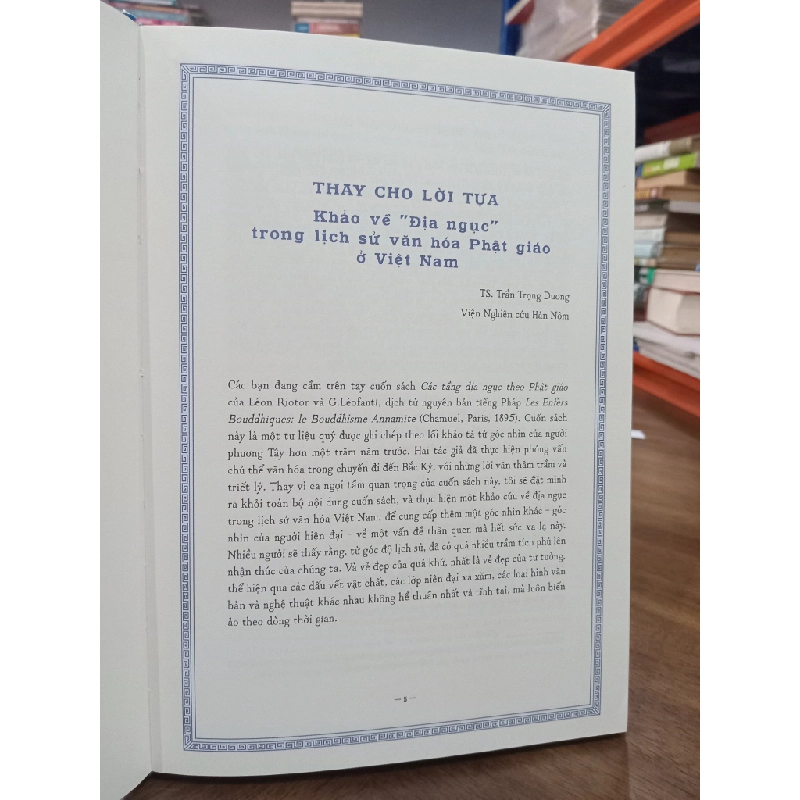 THAY CHO LỜI TỰA
Khảo về "Địa ngục"
trong lịch sử văn hóa Phật giáo
ở Việt Nam
TS. Trần Trọng Dương
Viện Nghiên cứu Hán Nôm
Các bạn đang cầm trên tay cuốn sách Các tầng địa ngục theo Phật giáo
của Léon Riotor và G.Léofanti, dịch từ nguyên bản tiếng Pháp Les Enfers
Bouddhiques: le Bouddhisme Annamite (Chamuel, Paris, 1895). Cuốn sách
này là một tư liệu quý được ghi chép theo lối khảo tả từ góc nhìn của người
phương Tây hơn một trăm năm trước. Hai tác giả đã thực hiện phỏng vấn
chủ thể văn hóa trong chuyến đi đến Bắc Kỳ, với những lời văn thâm trầm và
triết lý. Thay vì ca ngợi tầm quan trọng của cuốn sách này, tôi sẽ đặt mình
ra khỏi toàn bộ nội dung cuốn sách, và thực hiện một khảo cứu về địa ngục
trong lịch sử văn hóa Việt Nam, để cung cấp thêm một góc nhìn khác – góc
nhìn của người hiện đại – về một vấn đề thân quen mà hết sức xa lạ này.
Nhiều người sẽ thấy rằng, từ góc độ lịch sử, đã có quá nhiều trầm tích phủ lên
nhận thức của chúng ta. Và vẻ đẹp của quá khứ, nhất là vẻ đẹp của tư tưởng,
thể hiện qua các dấu vết vật chất, các lớp niên đại xa xăm, các loại hình văn
bản và nghệ thuật khác nhau không hề thuần nhất và tĩnh tại, mà luôn biến
ảo theo dòng thời gian.